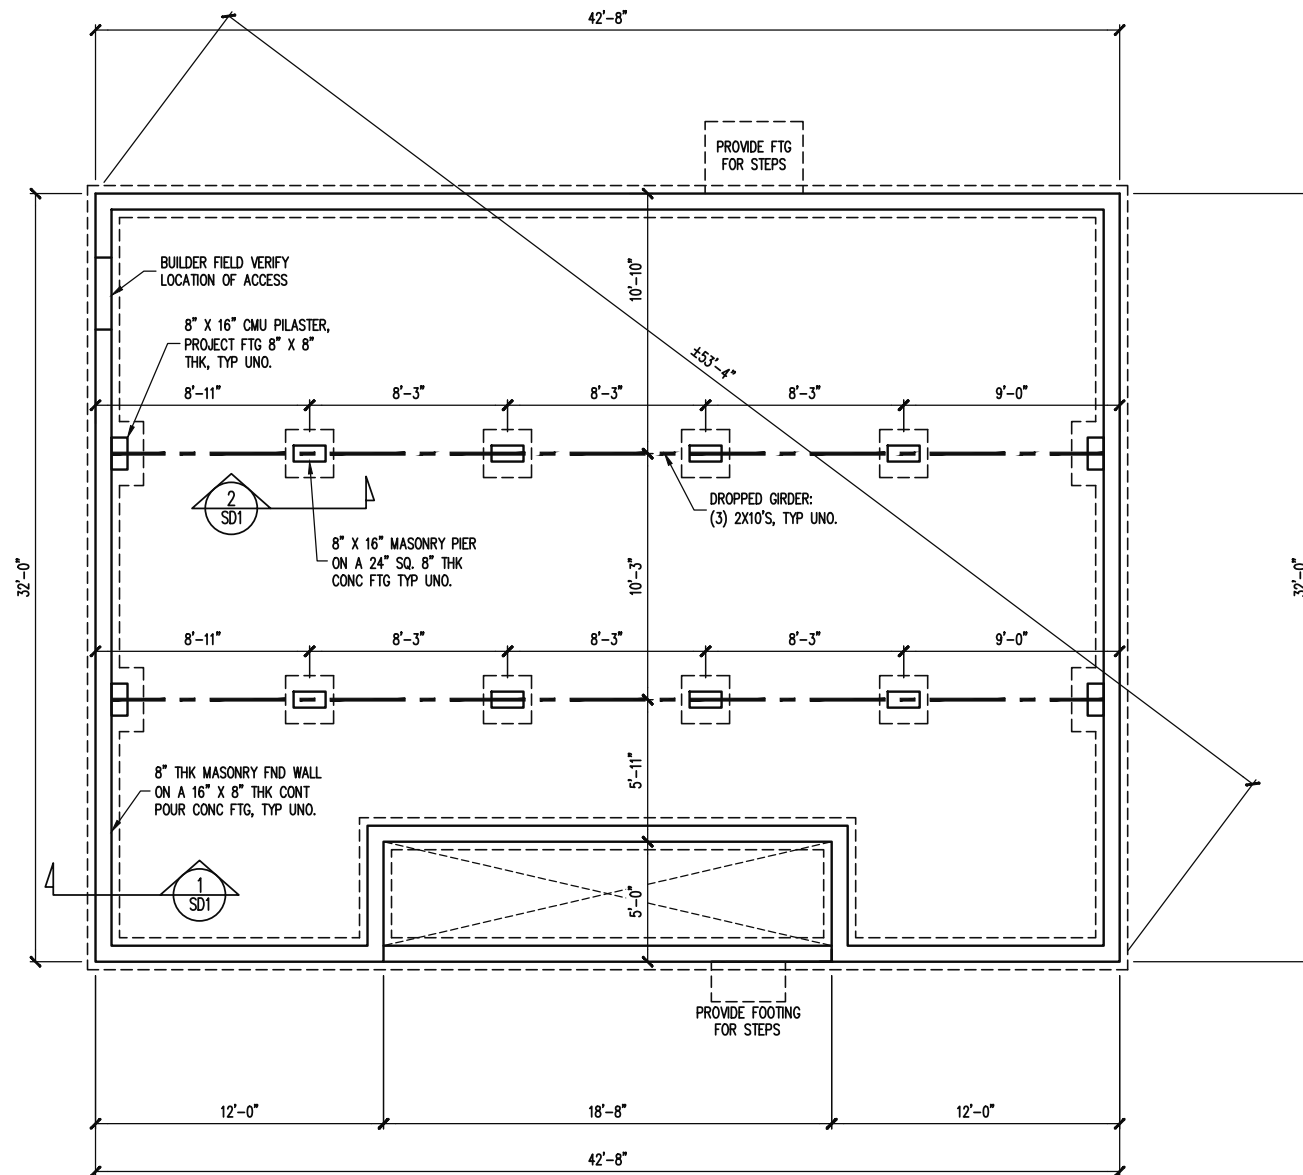 42'-8"
PROVIDE FTG
FOR STEPS
BUILDER FIELD VERIFY
LOCATION OF ACCESS
10'-10"
8" X 16" CMU PILASTER,
PROJECT FTG 8" X 8"
THK, TYP UNO.
±53'-4"
8'-11"
8'-3"
8'-3"
8'-3"
9'-0"
2
SD1
DROPPED GIRDER:
(3) 2X10'S, TYP UNO.
8" X 16" MASONRY PIER
ON A 24" SQ. 8" THK
CONC FTG TYP UNO.
32'-0"
10'-3"
32'-0"
8'-11"
8'-3"
8'-3"
8'-3"
9'-0"
5'-11"
8" THK MASONRY FND WALL
ON A 16" X 8" THK CONT
POUR CONC FTG, TYP UNO.
1
SD1
5'-0"
PROVIDE FOOTING
FOR STEPS
12'-0"
18'-8"
12'-0"
42'-8"